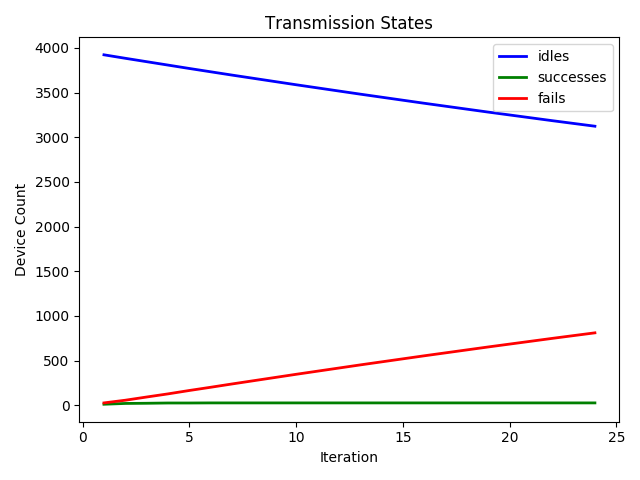 Transmission States
4000
3500
3000
2500
2000
1500
1000
500
0
Device Count
idles
successes
fails
0 5 10 15 20 25
Iteration